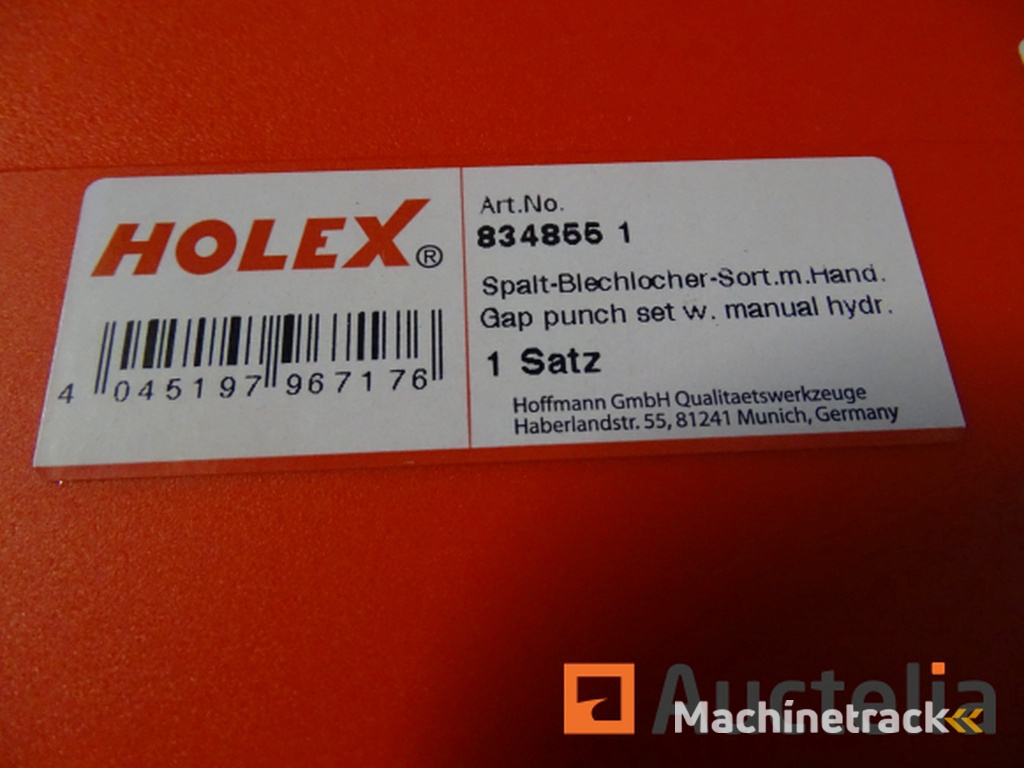 HOLEX®
4 045197 967176
Art.No.
834855 1
Spalt-Blechlocher-Sort.m.Hand.
Gap punch set w. manual hydr.
1 Satz
Hoffmann GmbH Qualitaetswerkzeuge
Haberlandstr. 55, 81241 Munich, Germany
Auctelia
Machinetrack